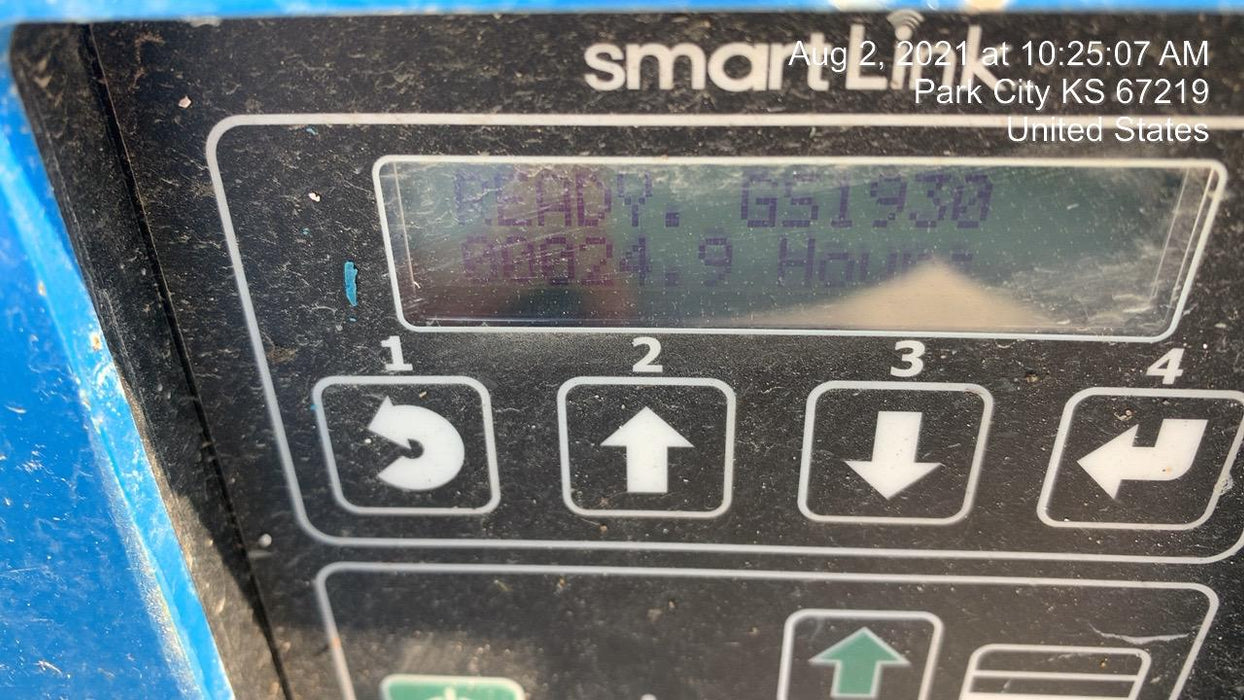 smartLink
Aug 2, 2021 at 10:25:07 AM
Park City KS 67219
United States
READY. GS1930
00024.9 Hours
1 2 3 4